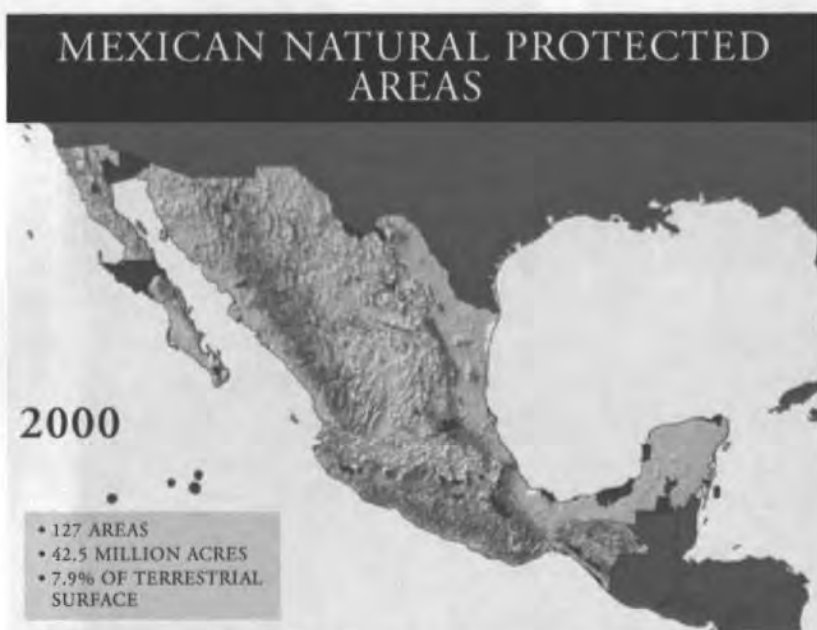 MEXICAN NATURAL PROTECTED
AREAS
2000
• 127 AREAS
• 42.5 MILLION ACRES
• 7.9% OF TERRESTRIAL
SURFACE